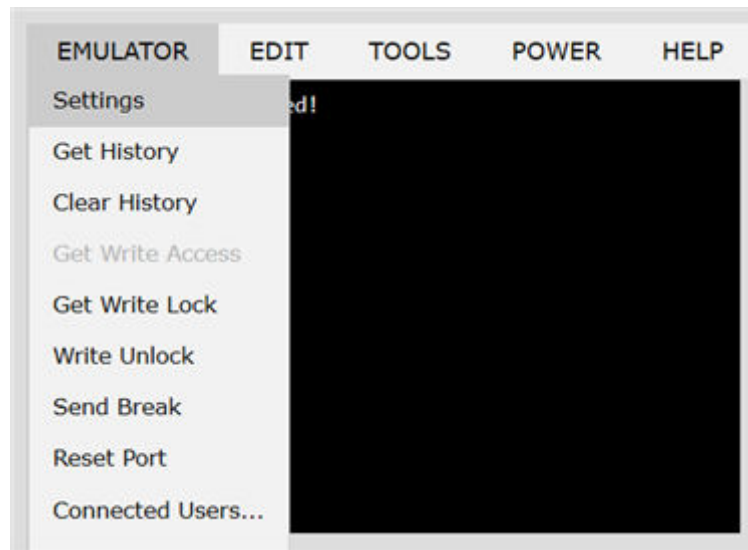 EMULATOR EDIT TOOLS POWER HELP
Settings
Get History
Clear History
Get Write Access
Get Write Lock
Write Unlock
Send Break
Reset Port
Connected Users...